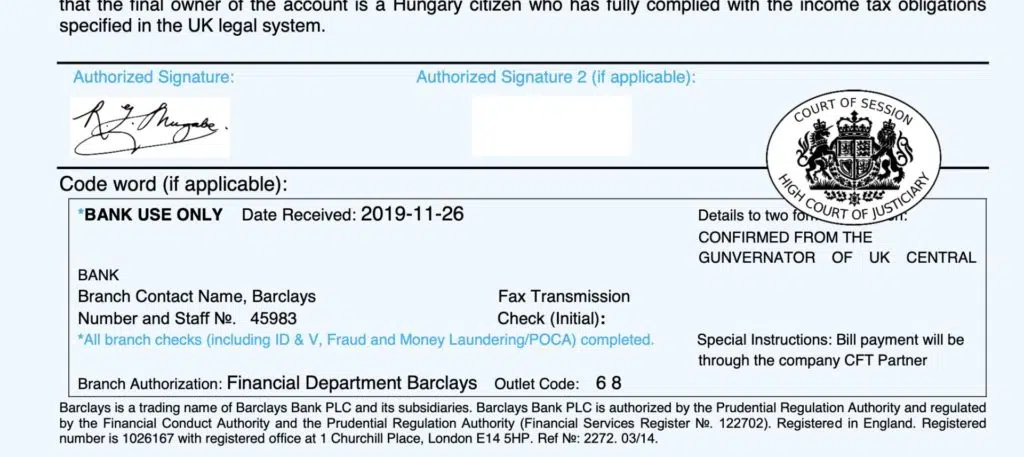 that the final owner of the account is a Hungary citizen who has fully complied with the income tax obligations
specified in the UK legal system.
Authorized Signature:
Authorized Signature 2 (if applicable):
R. G. Mugabe.
COURT OF SESSION
HIGH COURT OF JUSTICIARY
Code word (if applicable):
*BANK USE ONLY Date Received: 2019-11-26
Details to two
CONFIRMED FROM THE
GUNVERNATOR OF UK CENTRAL
BANK
Branch Contact Name, Barclays
Fax Transmission
Number and Staff №. 45983
Check (Initial):
*All branch checks (including ID & V, Fraud and Money Laundering/POCA) completed.
Special Instructions: Bill payment will be
through the company CFT Partner
Branch Authorization: Financial Department Barclays Outlet Code: 6 8
Barclays is a trading name of Barclays Bank PLC and its subsidiaries. Barclays Bank PLC is authorized by the Prudential Regulation Authority and regulated
by the Financial Conduct Authority and the Prudential Regulation Authority (Financial Services Register №. 122702). Registered in England. Registered
number is 1026167 with registered office at 1 Churchill Place, London E14 5HP. Ref №: 2272. 03/14.